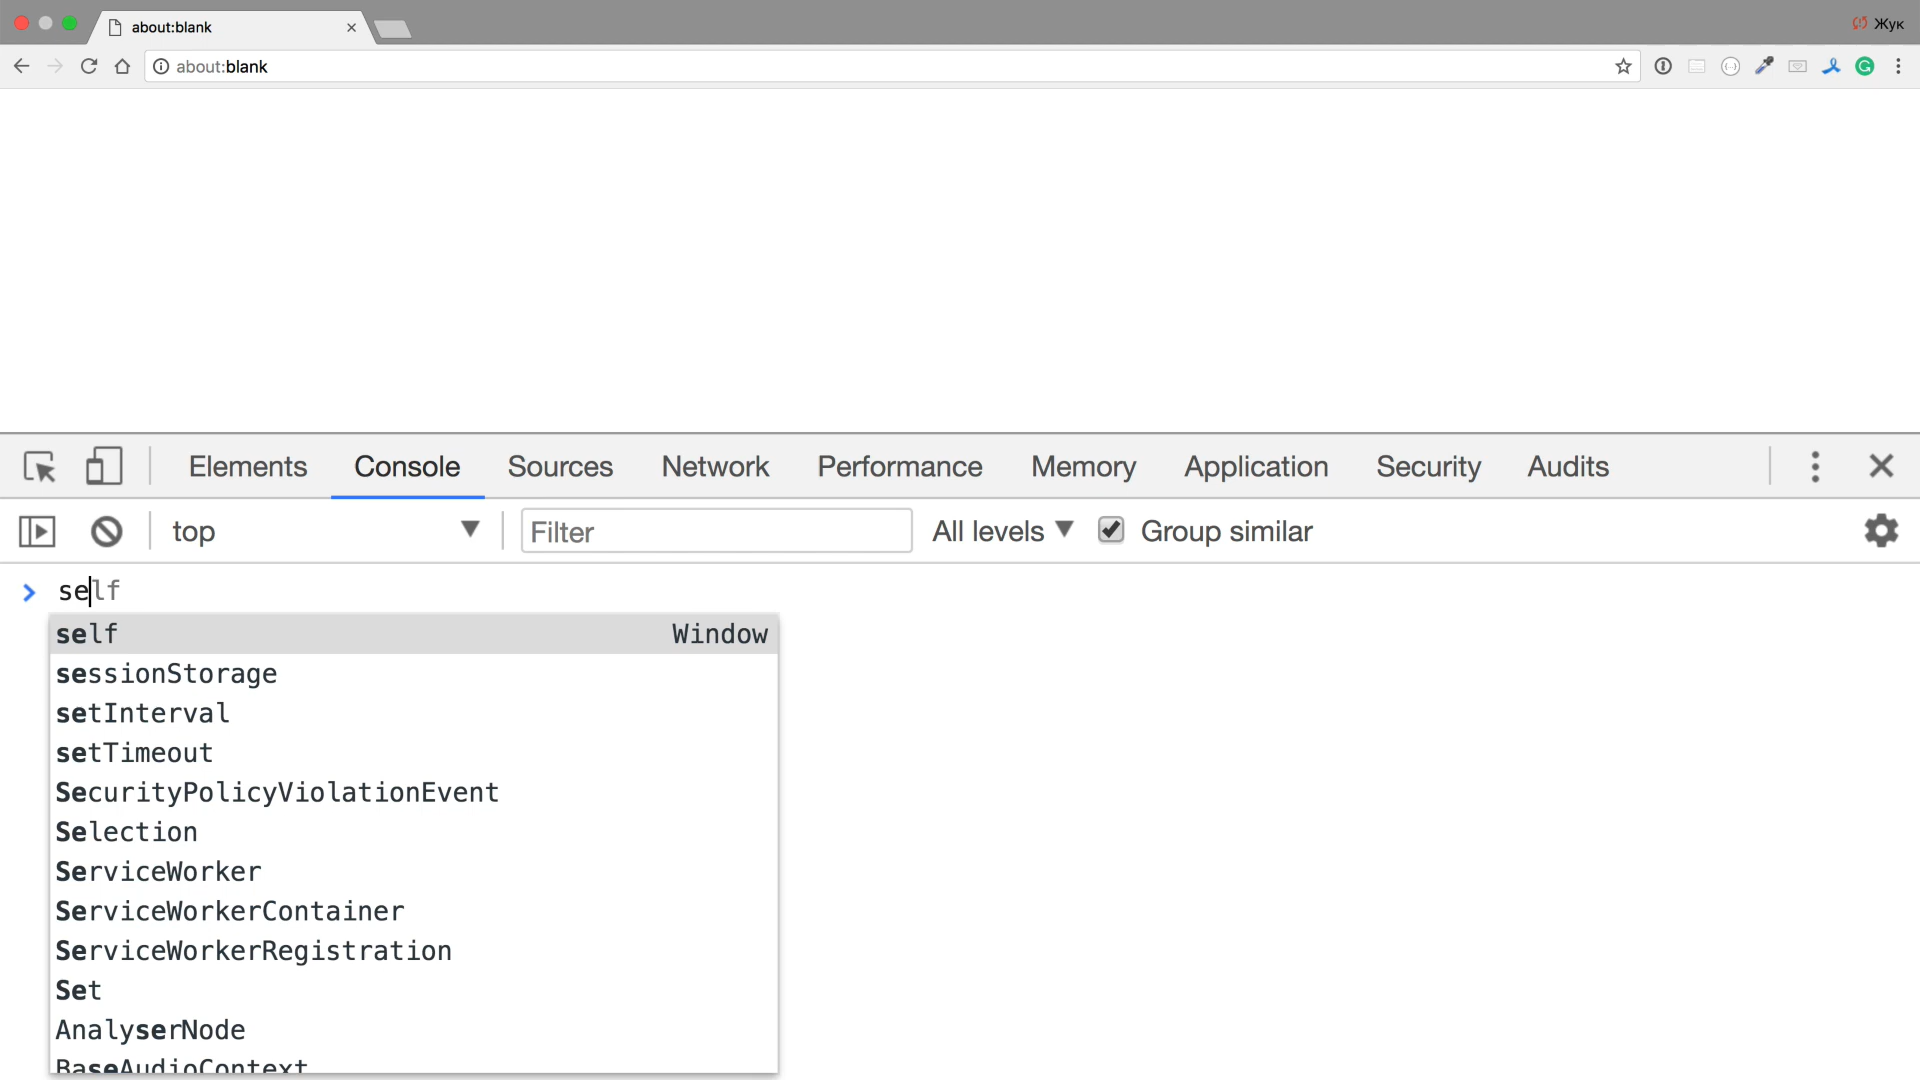 about:blank
Жук
about:blank
Elements Console Sources Network Performance Memory Application Security Audits
top Filter All levels Group similar
self
self Window
sessionStorage
setInterval
setTimeout
SecurityPolicyViolationEvent
Selection
ServiceWorker
ServiceWorkerContainer
ServiceWorkerRegistration
Set
AnalyserNode
BaseAudioContext